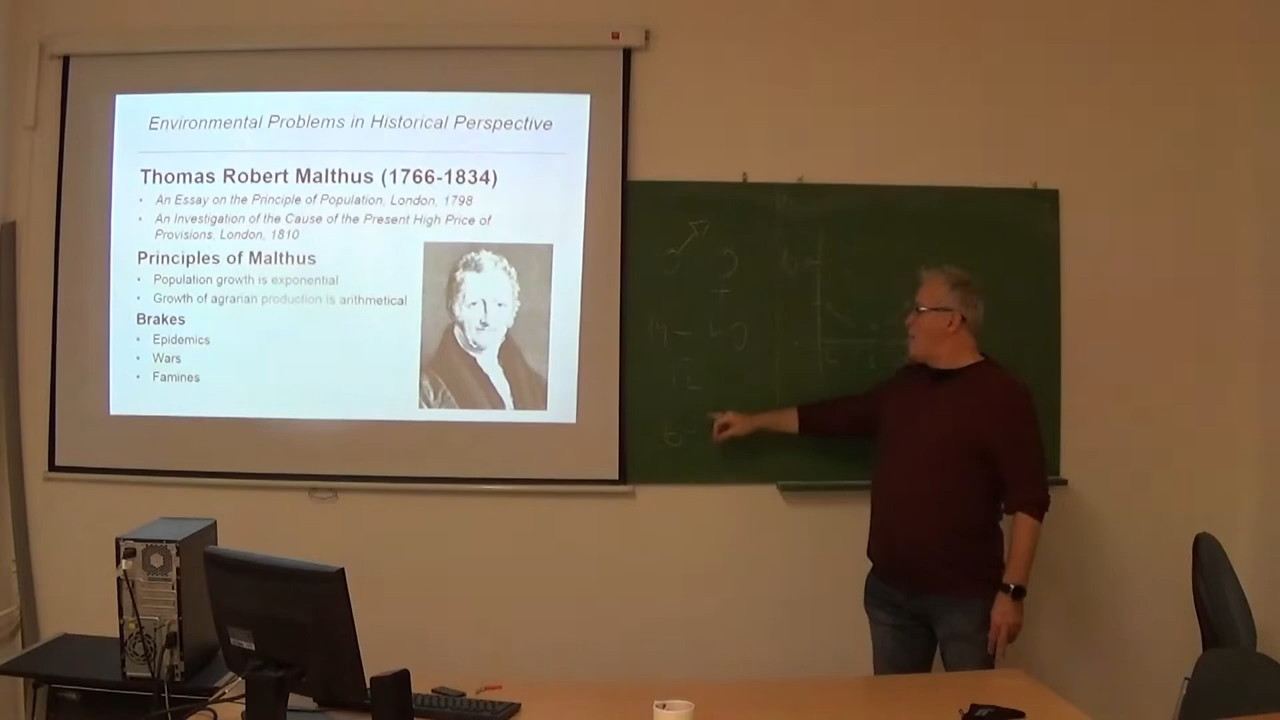 Environmental Problems in Historical Perspective
Thomas Robert Malthus (1766-1834)
• An Essay on the Principle of Population, London, 1798
• An Investigation of the Cause of the Present High Price of
Provisions, London, 1810
Principles of Malthus
• Population growth is exponential
• Growth of agrarian production is arithmetical
Brakes
• Epidemics
• Wars
• Famines